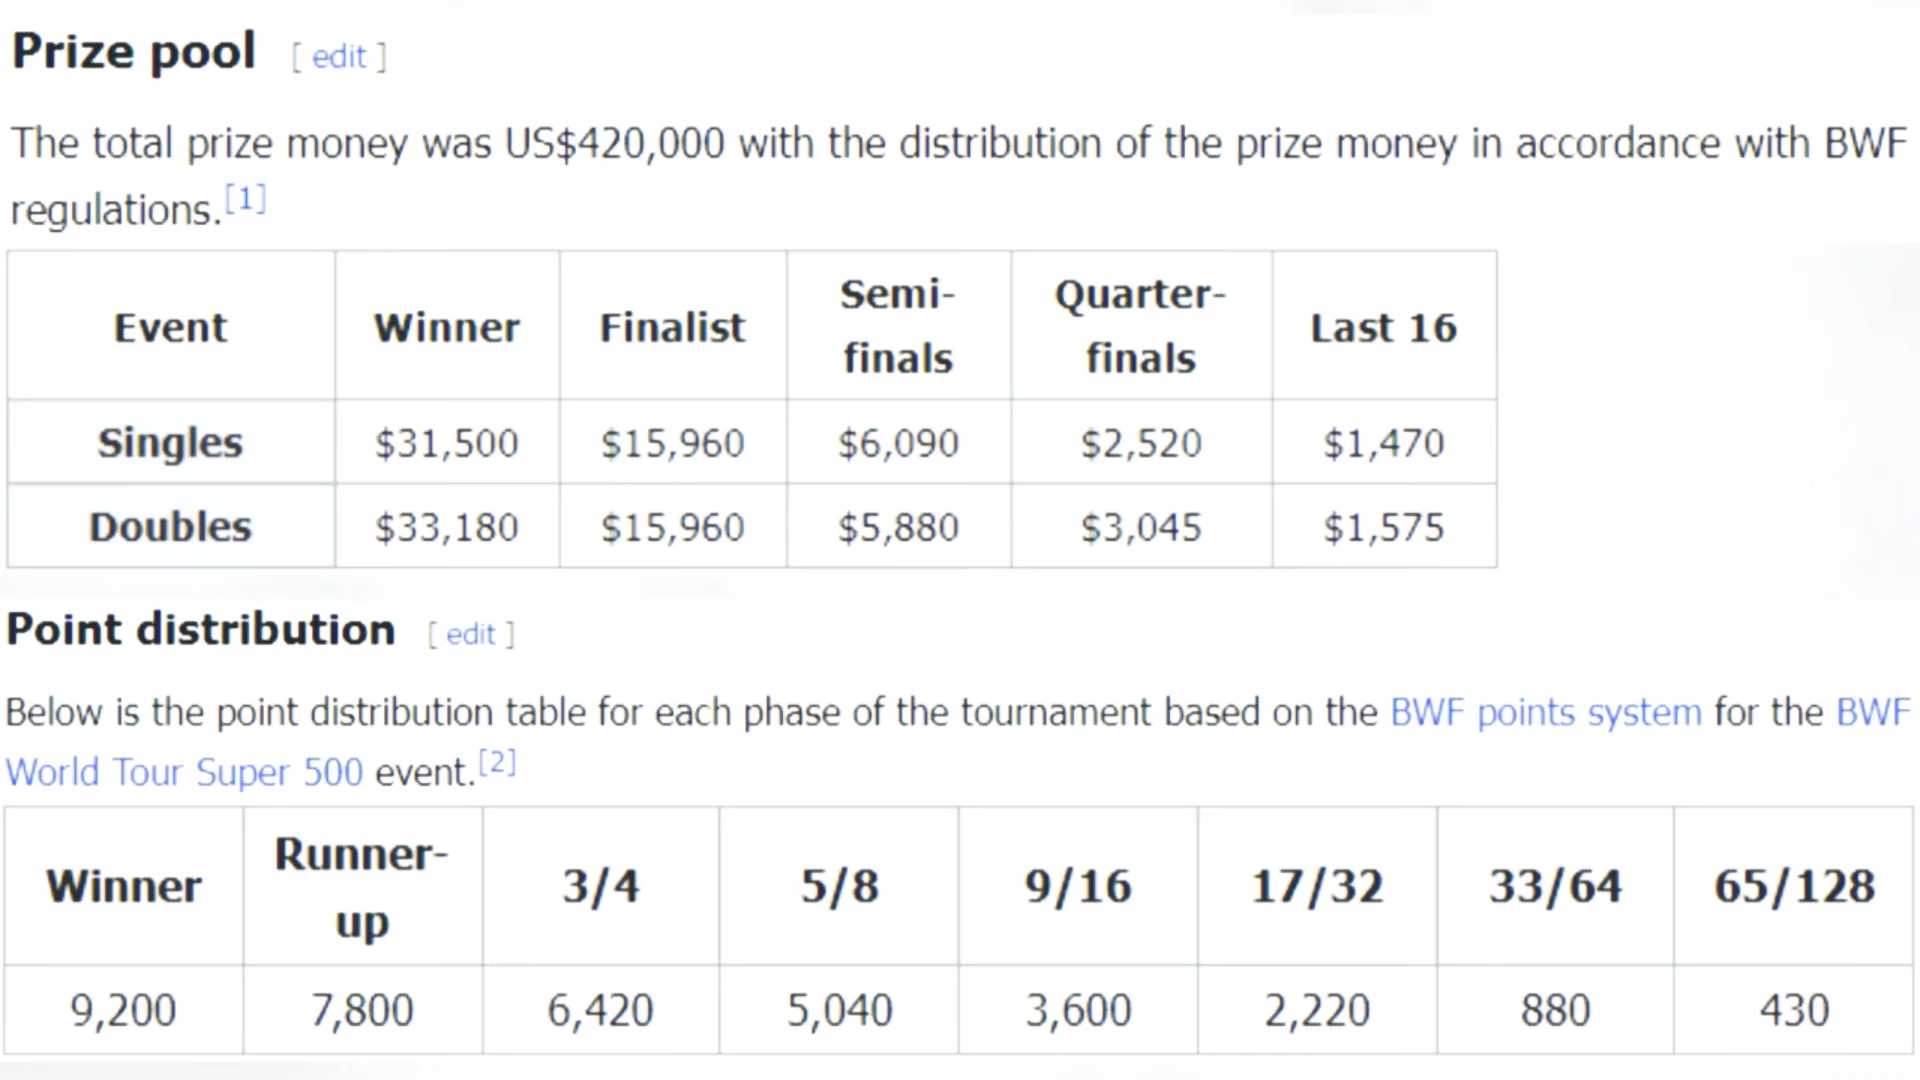 Prize pool [ edit ]
The total prize money was US$420,000 with the distribution of the prize money in accordance with BWF
regulations.[1]
Event Winner Finalist Semi-finals Quarter-finals Last 16
Singles $31,500 $15,960 $6,090 $2,520 $1,470
Doubles $33,180 $15,960 $5,880 $3,045 $1,575
Point distribution [ edit ]
Below is the point distribution table for each phase of the tournament based on the BWF points system for the BWF
World Tour Super 500 event.[2]
Winner Runner-up 3/4 5/8 9/16 17/32 33/64 65/128
9,200 7,800 6,420 5,040 3,600 2,220 880 430